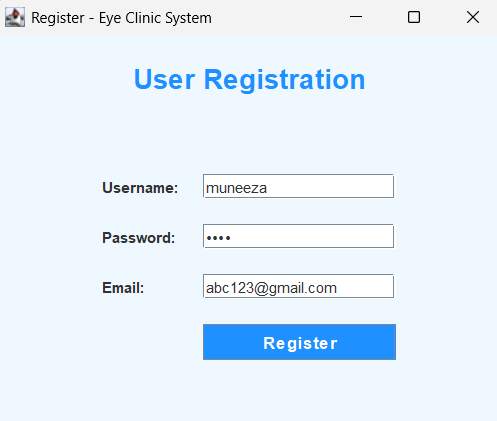 Register - Eye Clinic System
User Registration
Username: muneeza
Password: ••••
Email: abc123@gmail.com
Register